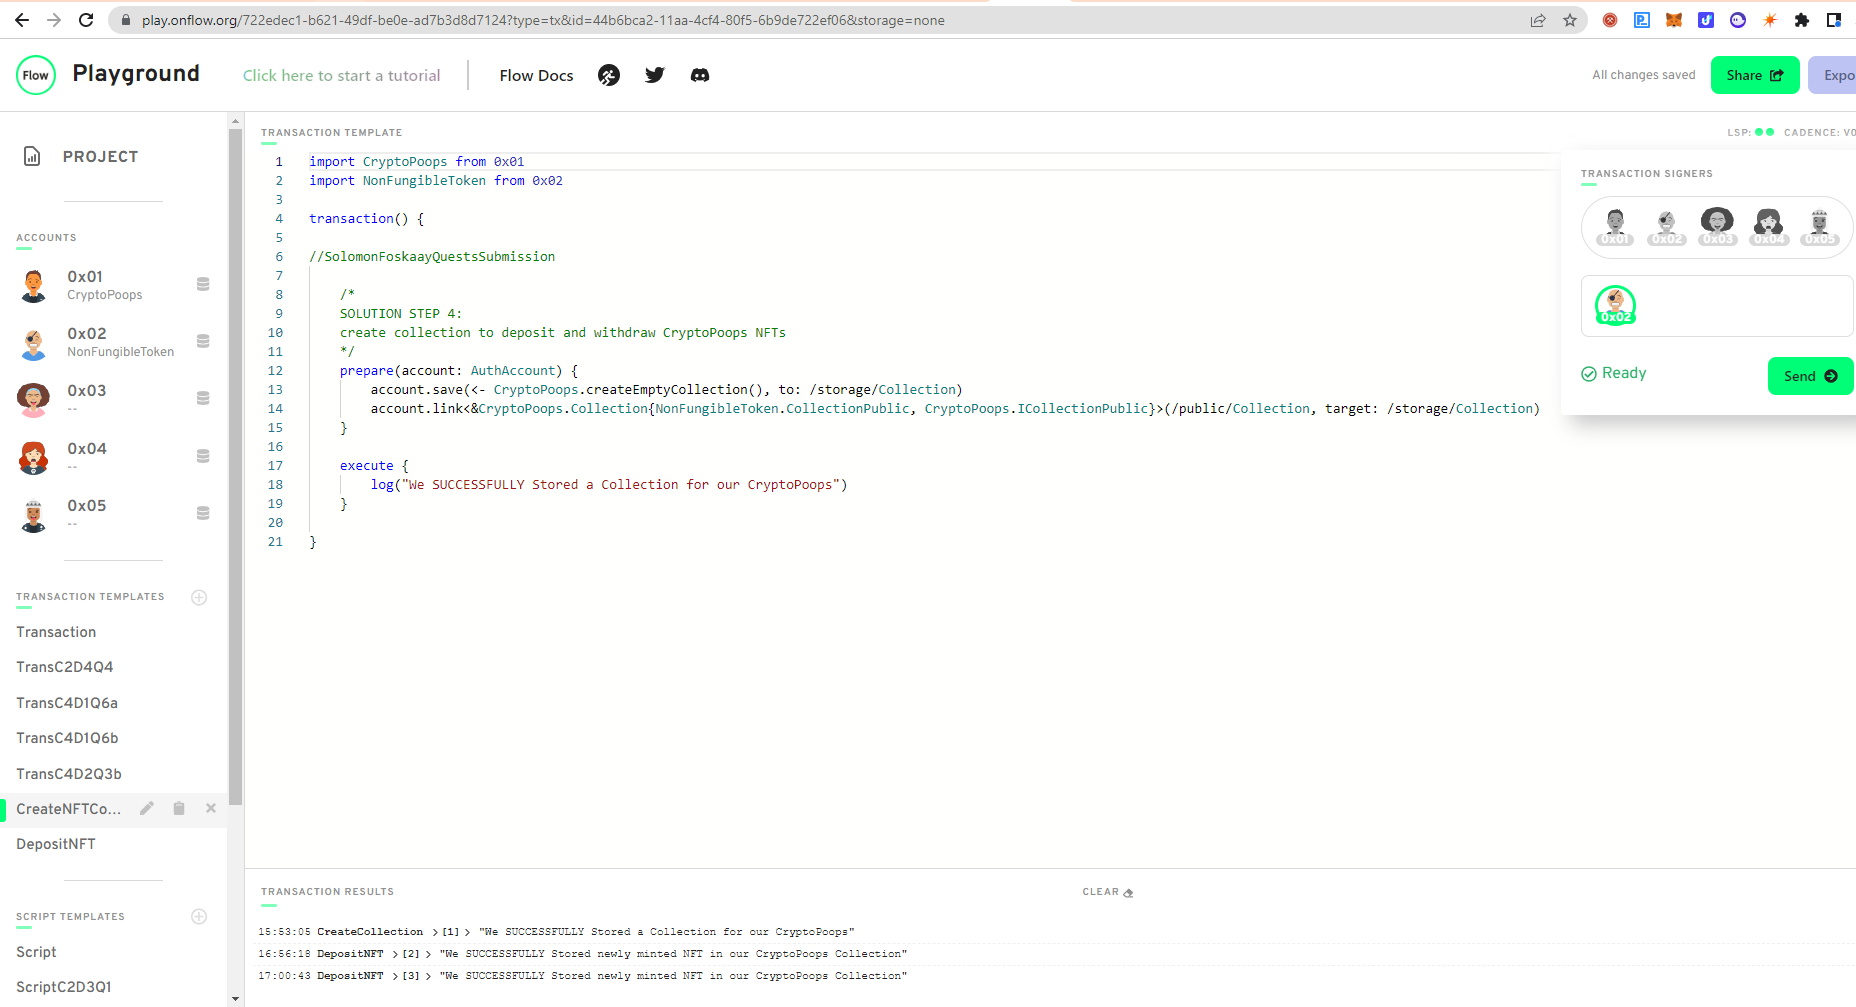 play.onflow.org/722edec1-b621-49df-be0e-ad7b3d8d7124?type=tx&id=44b6bca2-11aa-4cf4-80f5-6b9de722ef06&storage=none
Flow
Playground
Click here to start a tutorial
Flow Docs
All changes saved
Share
Expo
PROJECT
ACCOUNTS
0x01
CryptoPoops
0x02
NonFungibleToken
0x03
--
0x04
--
0x05
--
TRANSACTION TEMPLATES
Transaction
TransC2D4Q4
TransC4D1Q6a
TransC4D1Q6b
TransC4D2Q3b
CreateNFTCo...
DepositNFT
SCRIPT TEMPLATES
Script
ScriptC2D3Q1
TRANSACTION TEMPLATE
LSP: CADENCE: V0
1 import CryptoPoops from 0x01
2 import NonFungibleToken from 0x02
3
4 transaction() {
5
6 //SolomonFoskaayQuestsSubmission
7
8 /*
9 SOLUTION STEP 4:
10 create collection to deposit and withdraw CryptoPoops NFTs
11 */
12 prepare(account: AuthAccount) {
13 account.save(<- CryptoPoops.createEmptyCollection(), to: /storage/Collection)
14 account.link<&CryptoPoops.Collection{NonFungibleToken.CollectionPublic, CryptoPoops.ICollectionPublic}>(/public/Collection, target: /storage/Collection)
15 }
16
17 execute {
18 log("We SUCCESSFULLY Stored a Collection for our CryptoPoops")
19 }
20
21 }
TRANSACTION SIGNERS
0x01 0x02 0x03 0x04 0x05
0x02
Ready
Send
TRANSACTION RESULTS
CLEAR
15:53:05 CreateCollection > [1] > "We SUCCESSFULLY Stored a Collection for our CryptoPoops"
16:56:18 DepositNFT > [2] > "We SUCCESSFULLY Stored newly minted NFT in our CryptoPoops Collection"
17:00:43 DepositNFT > [3] > "We SUCCESSFULLY Stored newly minted NFT in our CryptoPoops Collection"